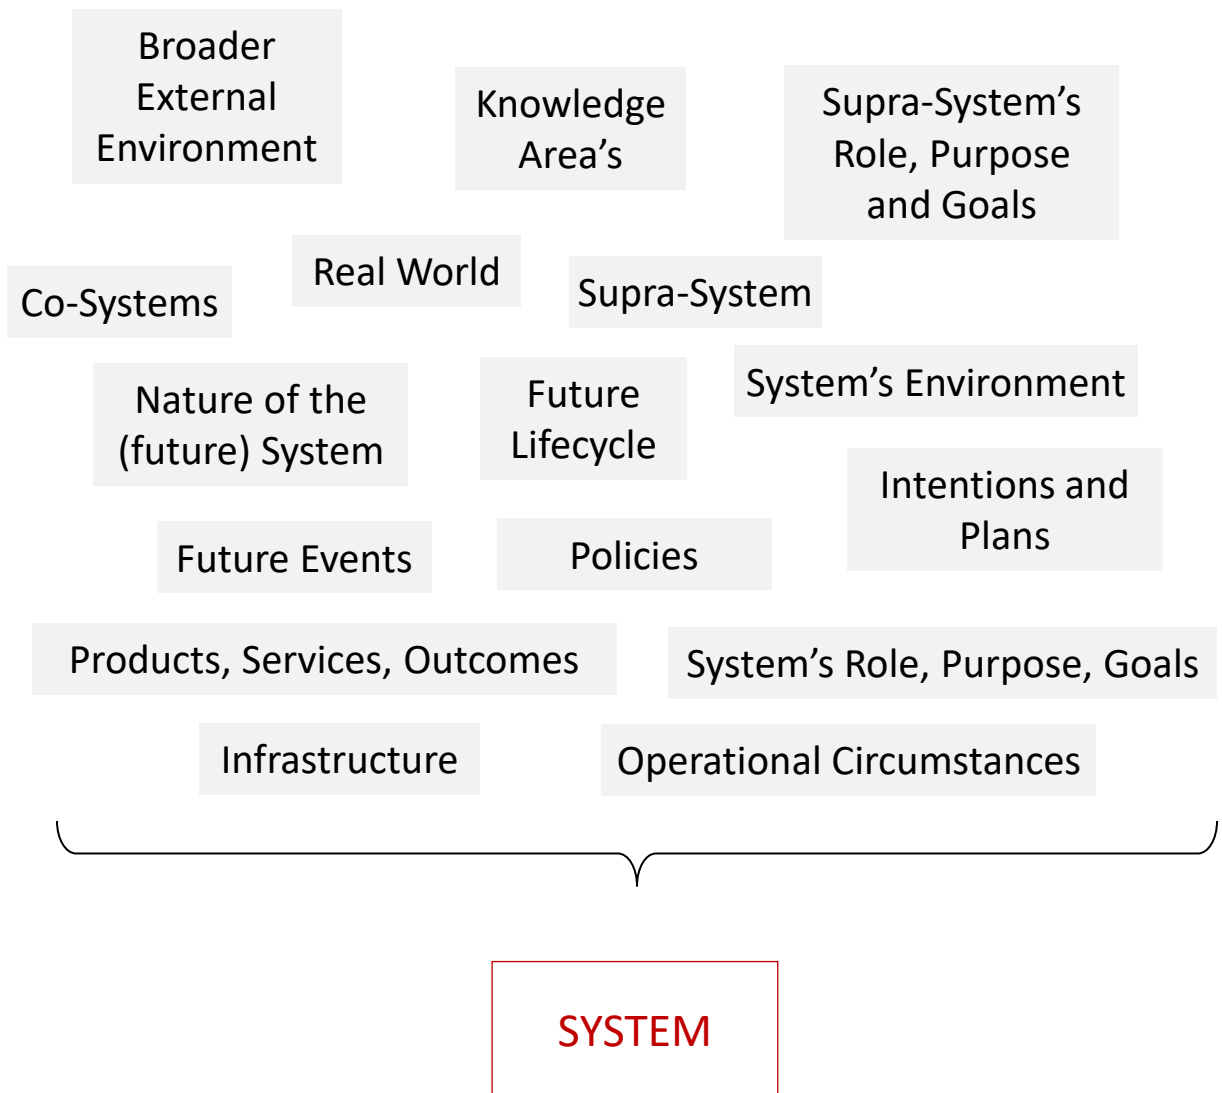 Broader
External
Environment
Knowledge
Area’s
Supra-System’s
Role, Purpose
and Goals
Co-Systems
Real World
Supra-System
Nature of the
(future) System
Future
Lifecycle
System’s Environment
Intentions and
Plans
Future Events
Policies
Products, Services, Outcomes
System’s Role, Purpose, Goals
Infrastructure
Operational Circumstances
SYSTEM